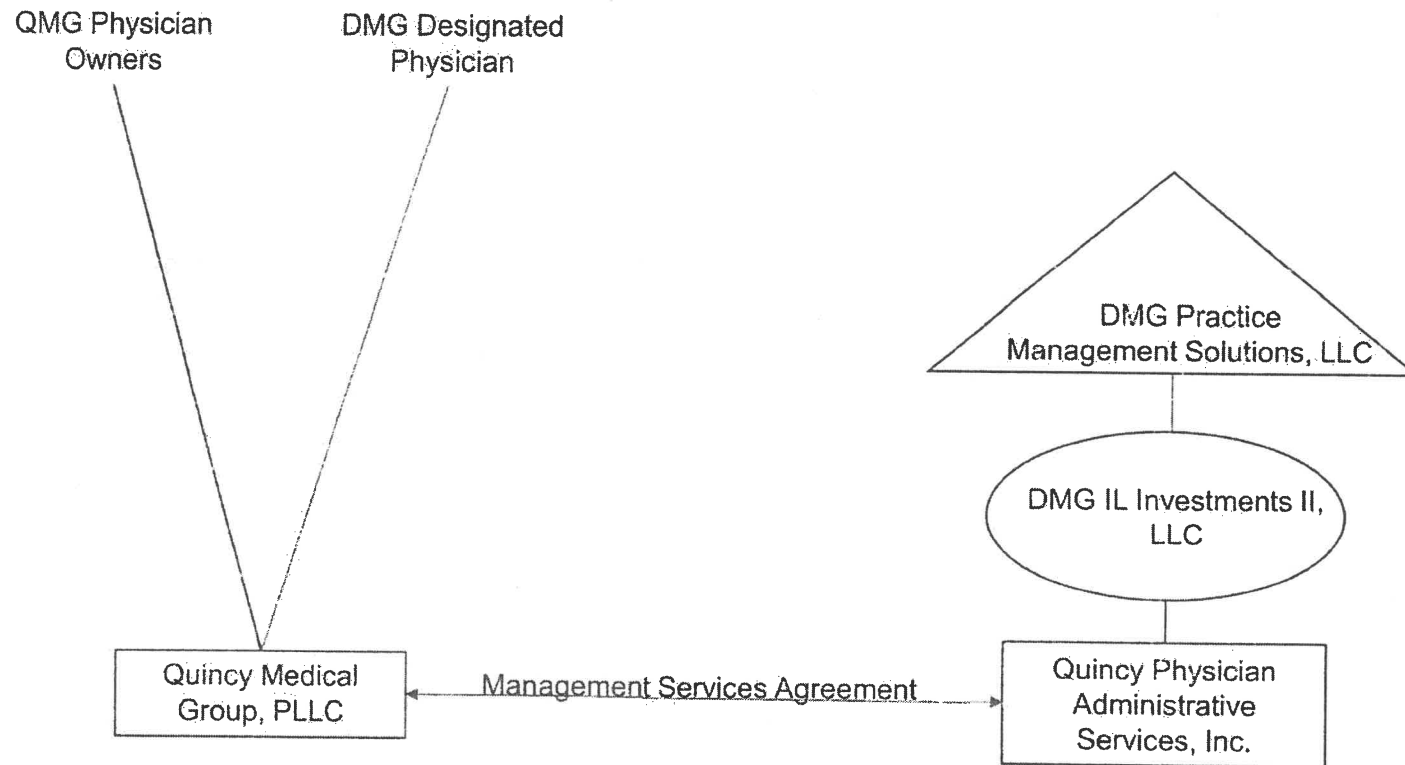 QMG Physician
Owners
DMG Designated
Physician
DMG Practice
Management Solutions, LLC
DMG IL Investments II,
LLC
Quincy Medical
Group, PLLC
Management Services Agreement
Quincy Physician
Administrative
Services, Inc.